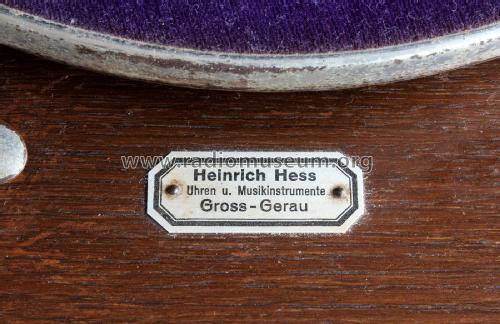 www.radiomuseum.org
Heinrich Hess
Uhren u. Musikinstrumente
Gross-Gerau